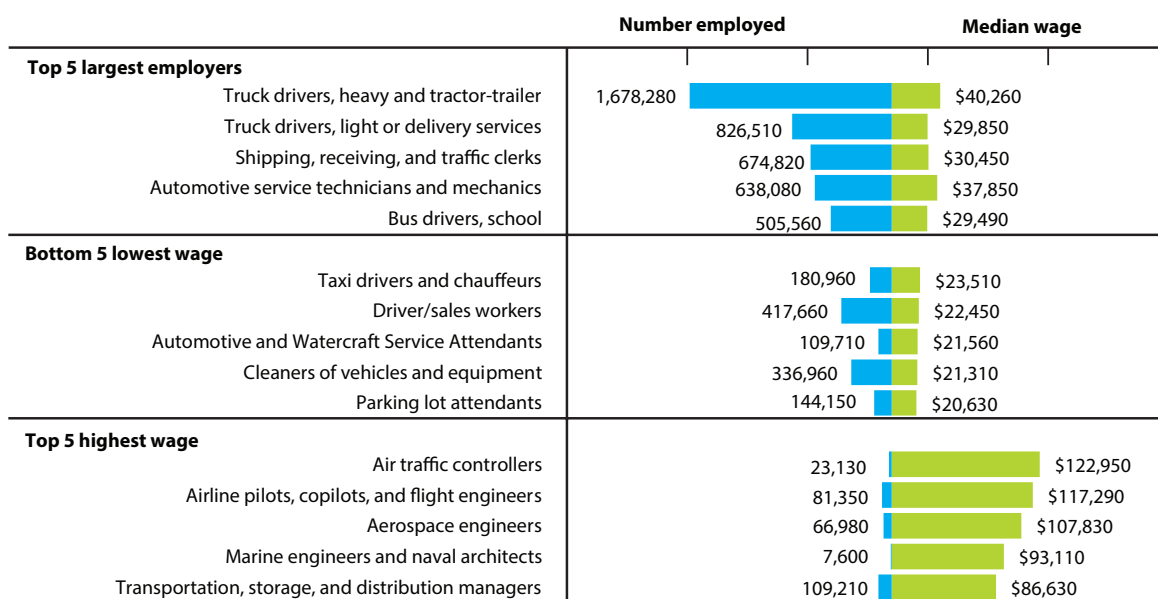 Number employed Median wage
Top 5 largest employers
Truck drivers, heavy and tractor-trailer 1,678,280 $40,260
Truck drivers, light or delivery services 826,510 $29,850
Shipping, receiving, and traffic clerks 674,820 $30,450
Automotive service technicians and mechanics 638,080 $37,850
Bus drivers, school 505,560 $29,490
Bottom 5 lowest wage
Taxi drivers and chauffeurs 180,960 $23,510
Driver/sales workers 417,660 $22,450
Automotive and Watercraft Service Attendants 109,710 $21,560
Cleaners of vehicles and equipment 336,960 $21,310
Parking lot attendants 144,150 $20,630
Top 5 highest wage
Air traffic controllers 23,130 $122,950
Airline pilots, copilots, and flight engineers 81,350 $117,290
Aerospace engineers 66,980 $107,830
Marine engineers and naval architects 7,600 $93,110
Transportation, storage, and distribution managers 109,210 $86,630